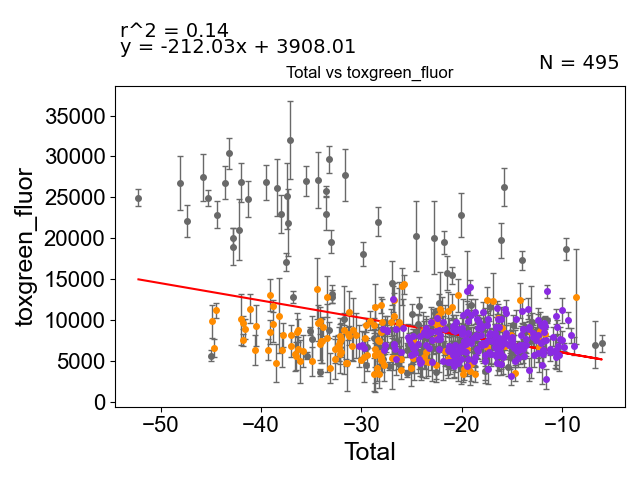 r^2 = 0.14
y = -212.03x + 3908.01
N = 495
Total vs toxgreen_fluor
toxgreen_fluor
35000
30000
25000
20000
15000
10000
5000
0
−50
−40
−30
−20
−10
Total